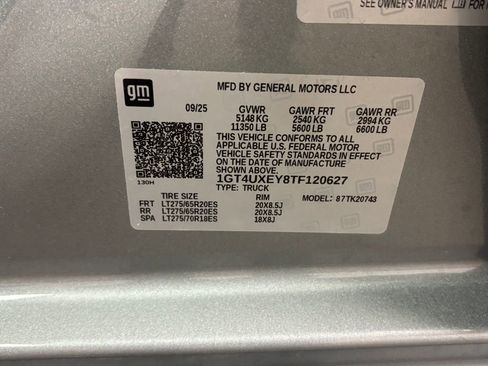 SEE OWNER'S MANUAL
gm
MFD BY GENERAL MOTORS LLC
09/25 GVWR GAWR FRT GAWR RR
5148 KG 2540 KG 2994 KG
11350 LB 5600 LB 6600 LB
THIS VEHICLE CONFORMS TO ALL
APPLICABLE U.S. FEDERAL MOTOR
VEHICLE SAFETY STANDARDS IN EFFECT
ON THE DATE OF MANUFACTURE
SHOWN ABOVE.
1GT4UXEY8TF120627
130H TYPE: TRUCK
TIRE SIZE RIM 87TK20743
FRT LT275/65R20ES 20X8.5J
RR LT275/65R20ES 20X8.5J
SPA LT275/70R18ES 18X8J